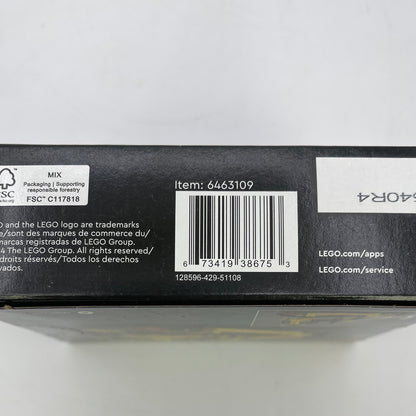 FSC
MIX
Packaging | Supporting
responsible forestry
FSC™ C117818
and the LEGO logo are trademarks
/sont des marques de commerce du/
marcas registradas de LEGO Group.
4 The LEGO Group. All rights reserved/
droits réservés/Todos los derechos
vados.
Item: 6463109
6 73419 38675 3
128596-429-51108
640R4
LEGO.com/apps
LEGO.com/service